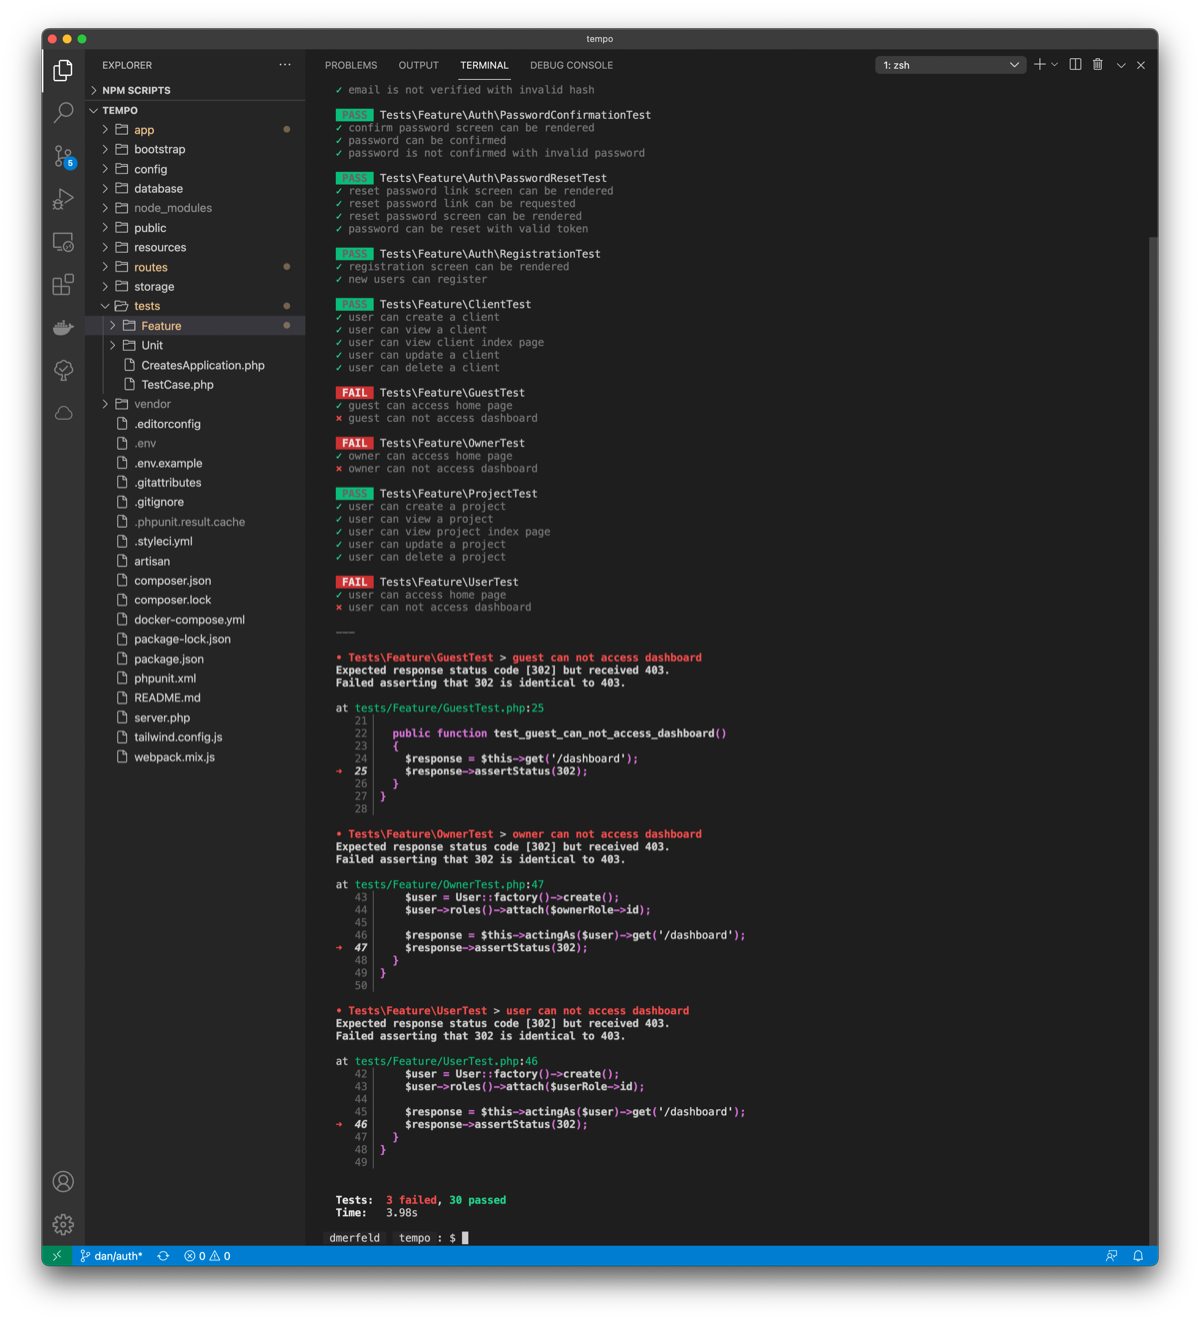 tempo
EXPLORER
···
NPM SCRIPTS
TEMPO
app
bootstrap
config
database
node_modules
public
resources
routes
storage
tests
Feature
Unit
CreatesApplication.php
TestCase.php
vendor
.editorconfig
.env
.env.example
.gitattributes
.gitignore
.phpunit.result.cache
.styleci.yml
artisan
composer.json
composer.lock
docker-compose.yml
package-lock.json
package.json
phpunit.xml
README.md
server.php
tailwind.config.js
webpack.mix.js
5
PROBLEMS OUTPUT TERMINAL DEBUG CONSOLE 1: zsh
✓ email is not verified with invalid hash
PASS Tests\Feature\Auth\PasswordConfirmationTest
✓ confirm password screen can be rendered
✓ password can be confirmed
✓ password is not confirmed with invalid password
PASS Tests\Feature\Auth\PasswordResetTest
✓ reset password link screen can be rendered
✓ reset password link can be requested
✓ reset password screen can be rendered
✓ password can be reset with valid token
PASS Tests\Feature\Auth\RegistrationTest
✓ registration screen can be rendered
✓ new users can register
PASS Tests\Feature\ClientTest
✓ user can create a client
✓ user can view a client
✓ user can view client index page
✓ user can update a client
✓ user can delete a client
FAIL Tests\Feature\GuestTest
✓ guest can access home page
⨯ guest can not access dashboard
FAIL Tests\Feature\OwnerTest
✓ owner can access home page
⨯ owner can not access dashboard
PASS Tests\Feature\ProjectTest
✓ user can create a project
✓ user can view a project
✓ user can view project index page
✓ user can update a project
✓ user can delete a project
FAIL Tests\Feature\UserTest
✓ user can access home page
⨯ user can not access dashboard
---
• Tests\Feature\GuestTest > guest can not access dashboard
Expected response status code [302] but received 403.
Failed asserting that 302 is identical to 403.
at tests/Feature/GuestTest.php:25
21
22 public function test_guest_can_not_access_dashboard()
23 {
24 $response = $this->get('/dashboard');
➜ 25 $response->assertStatus(302);
26 }
27 }
28
• Tests\Feature\OwnerTest > owner can not access dashboard
Expected response status code [302] but received 403.
Failed asserting that 302 is identical to 403.
at tests/Feature/OwnerTest.php:47
43 $user = User::factory()->create();
44 $user->roles()->attach($ownerRole->id);
45
46 $response = $this->actingAs($user)->get('/dashboard');
➜ 47 $response->assertStatus(302);
48 }
49 }
50
• Tests\Feature\UserTest > user can not access dashboard
Expected response status code [302] but received 403.
Failed asserting that 302 is identical to 403.
at tests/Feature/UserTest.php:46
42 $user = User::factory()->create();
43 $user->roles()->attach($userRole->id);
44
45 $response = $this->actingAs($user)->get('/dashboard');
➜ 46 $response->assertStatus(302);
47 }
48 }
49
Tests: 3 failed, 30 passed
Time: 3.98s
dmerfeld tempo : $
dan/auth* 0 0